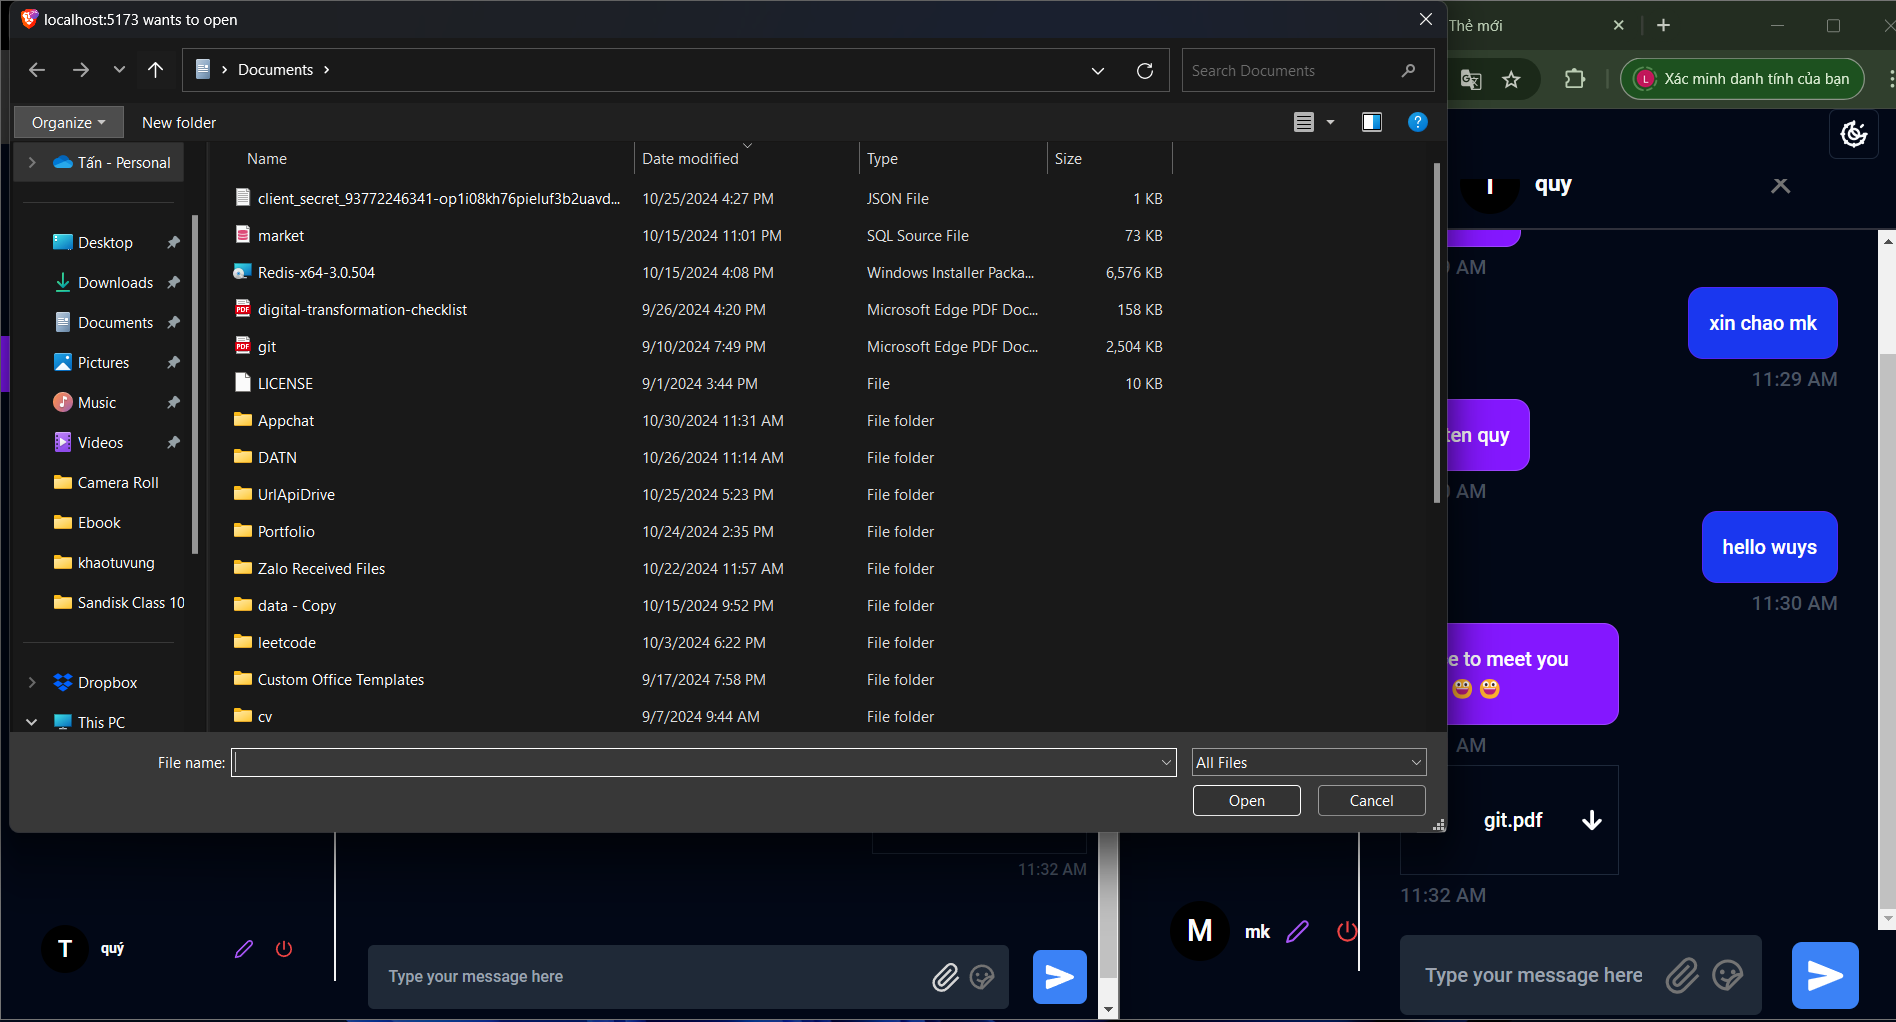 localhost:5173 wants to open
Thẻ mới
Documents
Search Documents
L
Xác minh danh tính của bạn
Organize
New folder
Name
Date modified
Type
Size
Tấn - Personal
Desktop
Downloads
Documents
Pictures
Music
Videos
Camera Roll
Ebook
khaotuvung
Sandisk Class 10
Dropbox
This PC
client_secret_93772246341-op1i08kh76pieluf3b2uavd... 10/25/2024 4:27 PM JSON File 1 KB
market 10/15/2024 11:01 PM SQL Source File 73 KB
Redis-x64-3.0.504 10/15/2024 4:08 PM Windows Installer Packa... 6,576 KB
digital-transformation-checklist 9/26/2024 4:20 PM Microsoft Edge PDF Doc... 158 KB
git 9/10/2024 7:49 PM Microsoft Edge PDF Doc... 2,504 KB
LICENSE 9/1/2024 3:44 PM File 10 KB
Appchat 10/30/2024 11:31 AM File folder
DATN 10/26/2024 11:14 AM File folder
UrlApiDrive 10/25/2024 5:23 PM File folder
Portfolio 10/24/2024 2:35 PM File folder
Zalo Received Files 10/22/2024 11:57 AM File folder
data - Copy 10/15/2024 9:52 PM File folder
leetcode 10/3/2024 6:22 PM File folder
Custom Office Templates 9/17/2024 7:58 PM File folder
cv 9/7/2024 9:44 AM File folder
File name:
All Files
Open
Cancel
quy
AM
xin chao mk
11:29 AM
ten quy
AM
hello wuys
11:30 AM
e to meet you
AM
git.pdf
11:32 AM
11:32 AM
T
quý
Type your message here
M
mk
Type your message here